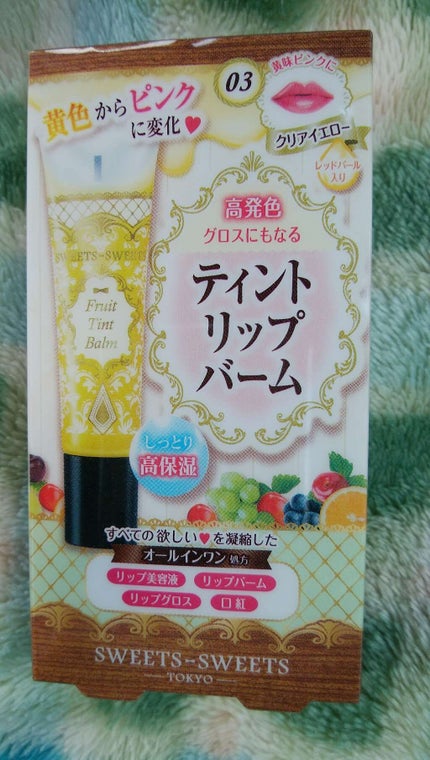 03
黄色からピンク
に変化♥
黄味ピンクに
クリアイエロー
レッドパール
入り
高発色
グロスにもなる
ティント
リップ
バーム
SWEETS-SWEETS
Fruit
Tint
Balm
しっとり
高保湿
すべての欲しい♥を凝縮した
オールインワン処方
リップ美容液
リップバーム
リップグロス
口紅
SWEETS-SWEETS
TOKYO